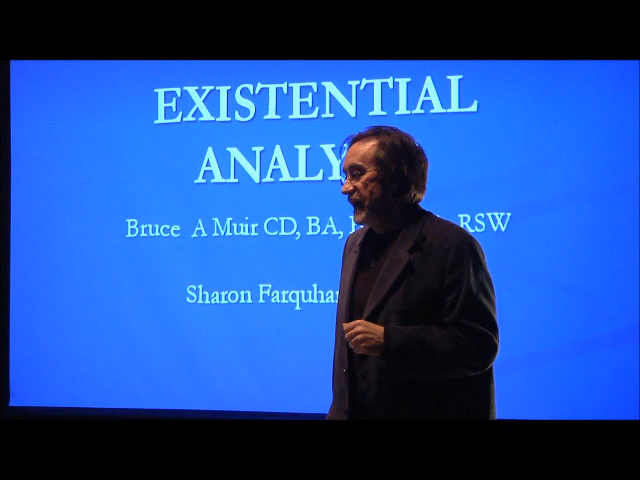 EXISTENTIAL
ANALY
Bruce A Muir CD, BA, RSW
Sharon Farquhar